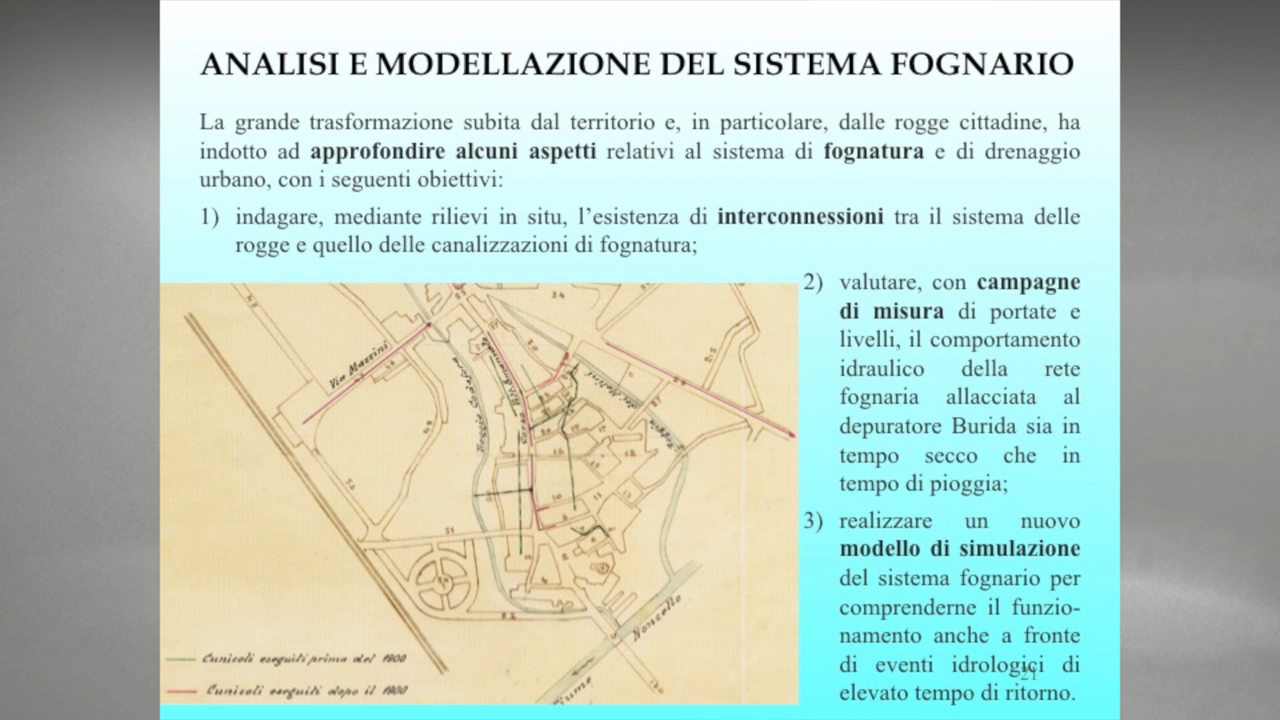 ANALISI E MODELLAZIONE DEL SISTEMA FOGNARIO
La grande trasformazione subita dal territorio e, in particolare, dalle rogge cittadine, ha
indotto ad approfondire alcuni aspetti relativi al sistema di fognatura e di drenaggio
urbano, con i seguenti obiettivi:
1) indagare, mediante rilievi in situ, l’esistenza di interconnessioni tra il sistema delle
rogge e quello delle canalizzazioni di fognatura;
2) valutare, con campagne
di misura di portate e
livelli, il comportamento
idraulico della rete
fognaria allacciata al
depuratore Burida sia in
tempo secco che in
tempo di pioggia;
3) realizzare un nuovo
modello di simulazione
del sistema fognario per
comprenderne il funzio-
namento anche a fronte
di eventi idrologici di
elevato tempo di ritorno.
21
34
Via Mazzini
Noncello
Fiume
Cunicoli eseguiti prima del 1900
Cunicoli eseguiti dopo il 1900